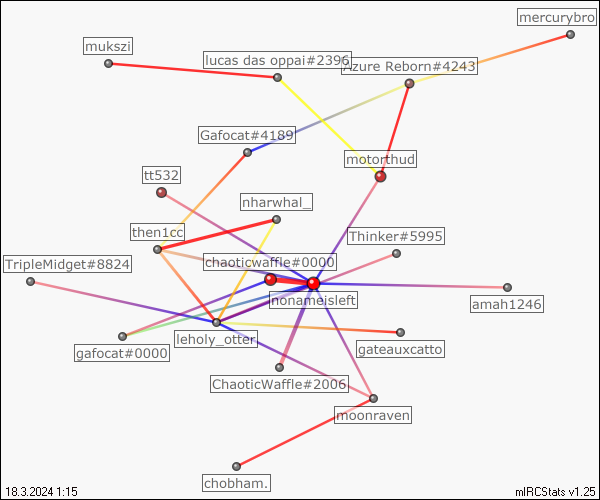 mercurybro
mukszi
lucas das oppai#2396
Azure Reborn#4243
Gafocat#4189
motorthud
tt532
nharwhal_
then1cc
Thinker#5995
chaoticwaffle#0000
TripleMidget#8824
nonameisleft
amah1246
leholy_otter
gafocat#0000
gateauxcatto
ChaoticWaffle#2006
moonraven
chobham.
18.3.2024 1:15
mIRCStats v1.25